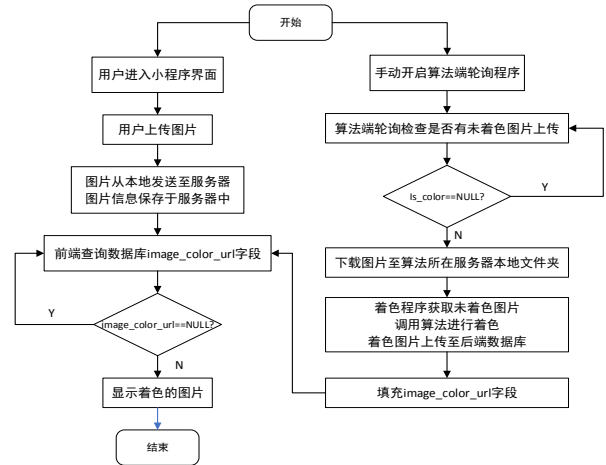 开始
用户进入小程序界面
用户上传图片
图片从本地发送至服务器
图片信息保存于服务器中
前端查询数据库image_color_url字段
Y
image_color_url==NULL?
N
显示着色的图片
结束
手动开启算法端轮询程序
算法端轮询检查是否有未着色图片上传
Is_color==NULL?
Y
N
下载图片至算法所在服务器本地文件夹
着色程序获取未着色图片
调用算法进行着色
着色图片上传至后端数据库
填充image_color_url字段